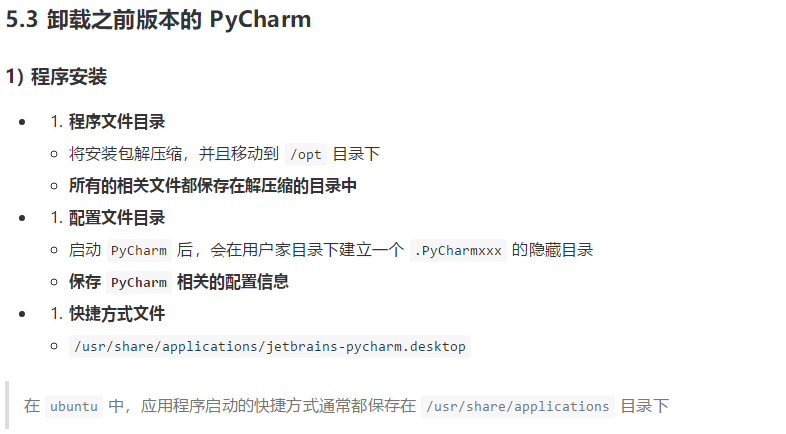 5.3 卸载之前版本的 PyCharm
1) 程序安装
1. 程序文件目录
将安装包解压缩，并且移动到 /opt 目录下
所有的相关文件都保存在解压缩的目录中
1. 配置文件目录
启动 PyCharm 后，会在用户家目录下建立一个 .PyCharmxxx 的隐藏目录
保存 PyCharm 相关的配置信息
1. 快捷方式文件
/usr/share/applications/jetbrains-pycharm.desktop
在 ubuntu 中，应用程序启动的快捷方式通常都保存在 /usr/share/applications 目录下